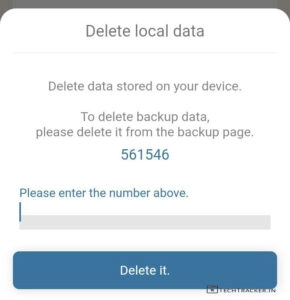 Delete local data
Delete data stored on your device.
To delete backup data,
please delete it from the backup page.
561546
Please enter the number above.
Delete it.
TECHTRACKER.IN